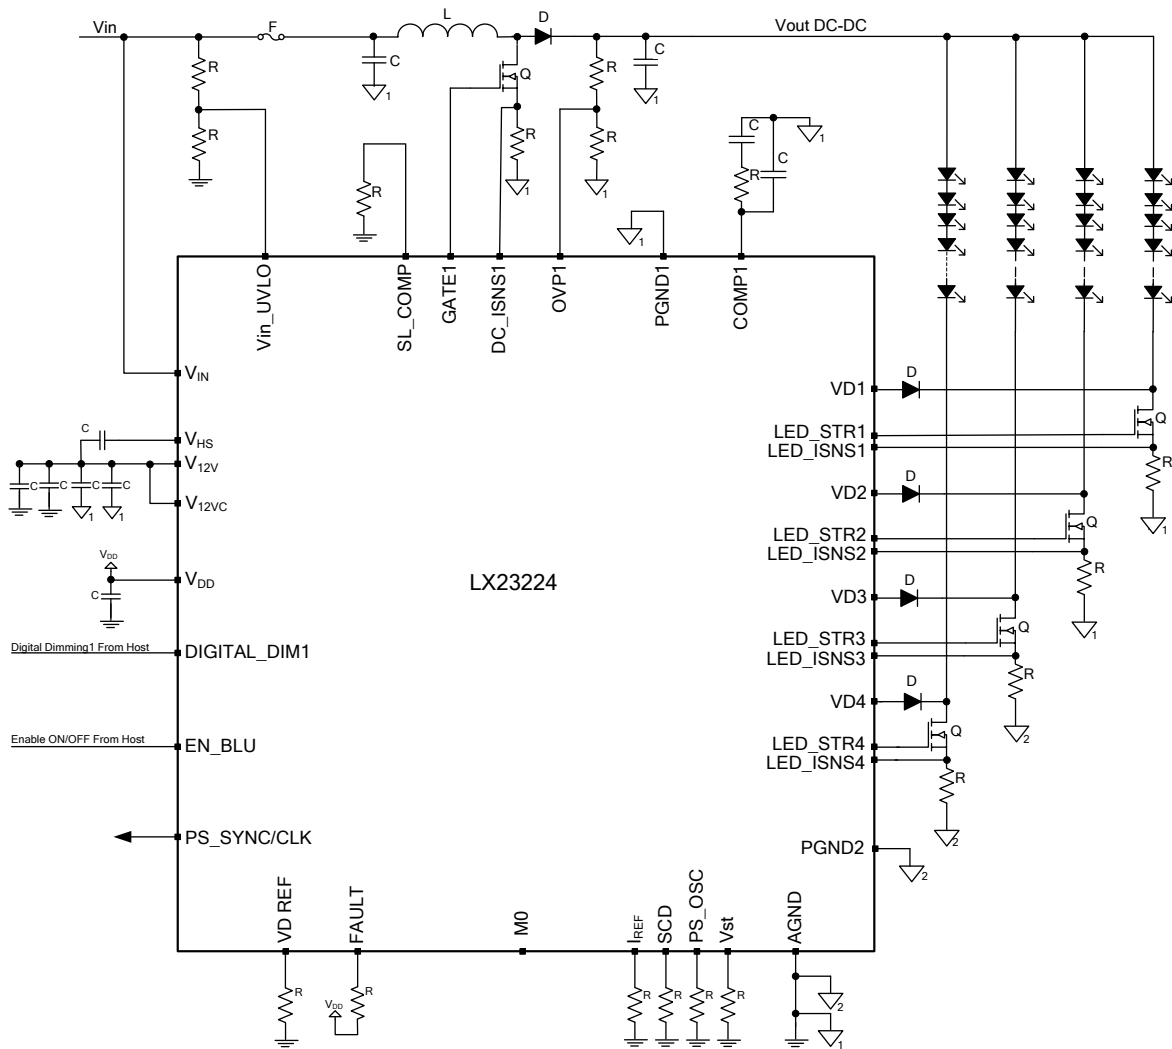 Vin
F
L
D
Vout DC-DC
R
C
Q
R
C
R
R
R
C
C
R
R
1
1
1
1
1
1
Vin_UVLO
SL_COMP
GATE1
DC_ISNS1
OVP1
PGND1
COMP1
VIN
C
VHS
V12V
C
C
C
C
1
1
V12VC
VDD
VDD
C
Digital Dimming1 From Host
DIGITAL_DIM1
Enable ON/OFF From Host
EN_BLU
PS_SYNC/CLK
LX23224
VD1
D
LED_STR1
Q
LED_ISNS1
R
1
VD2
D
LED_STR2
Q
LED_ISNS2
R
1
VD3
D
LED_STR3
Q
LED_ISNS3
R
2
VD4
D
LED_STR4
Q
LED_ISNS4
R
2
PGND2
2
VD REF
FAULT
M0
IREF
SCD
PS_OSC
Vst
AGND
R
VDD
R
R
R
R
R
2
1